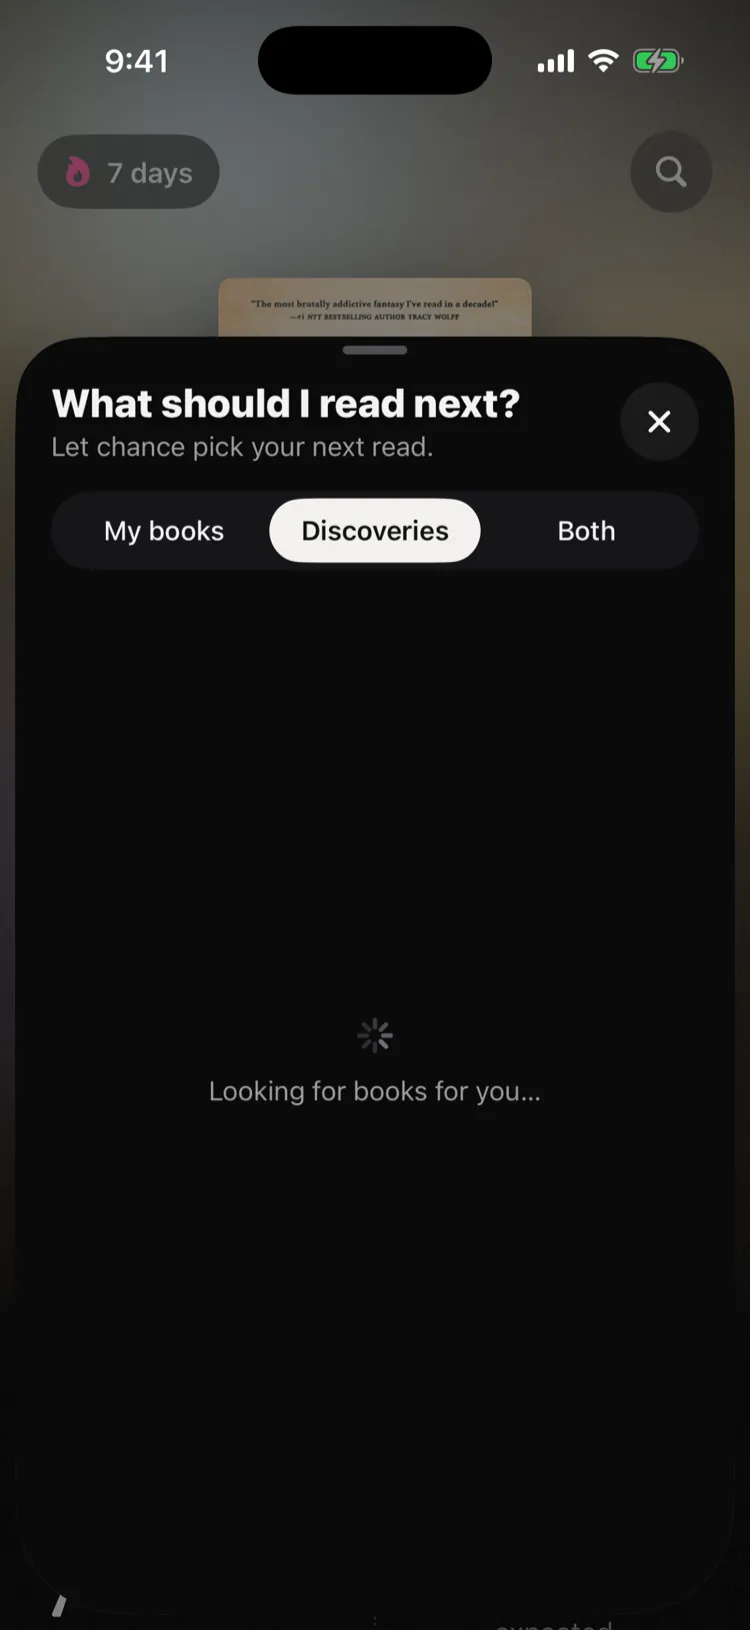 9:41
7 days
"The most brutally addictive fantasy I've read in a decade!"
—#1 NYT BESTSELLING AUTHOR TRACY WOLFF
What should I read next?
Let chance pick your next read.
My books
Discoveries
Both
Looking for books for you...
expected